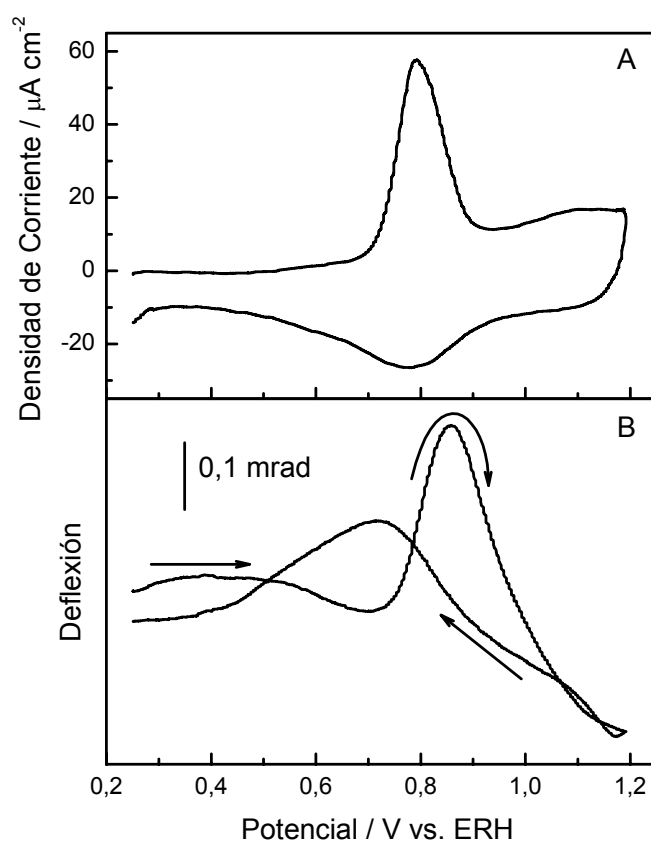 A
60
40
20
0
-20
Densidad de Corriente / μA cm⁻²
B
0,1 mrad
Deflexión
0,2 0,4 0,6 0,8 1,0 1,2
Potencial / V vs. ERH